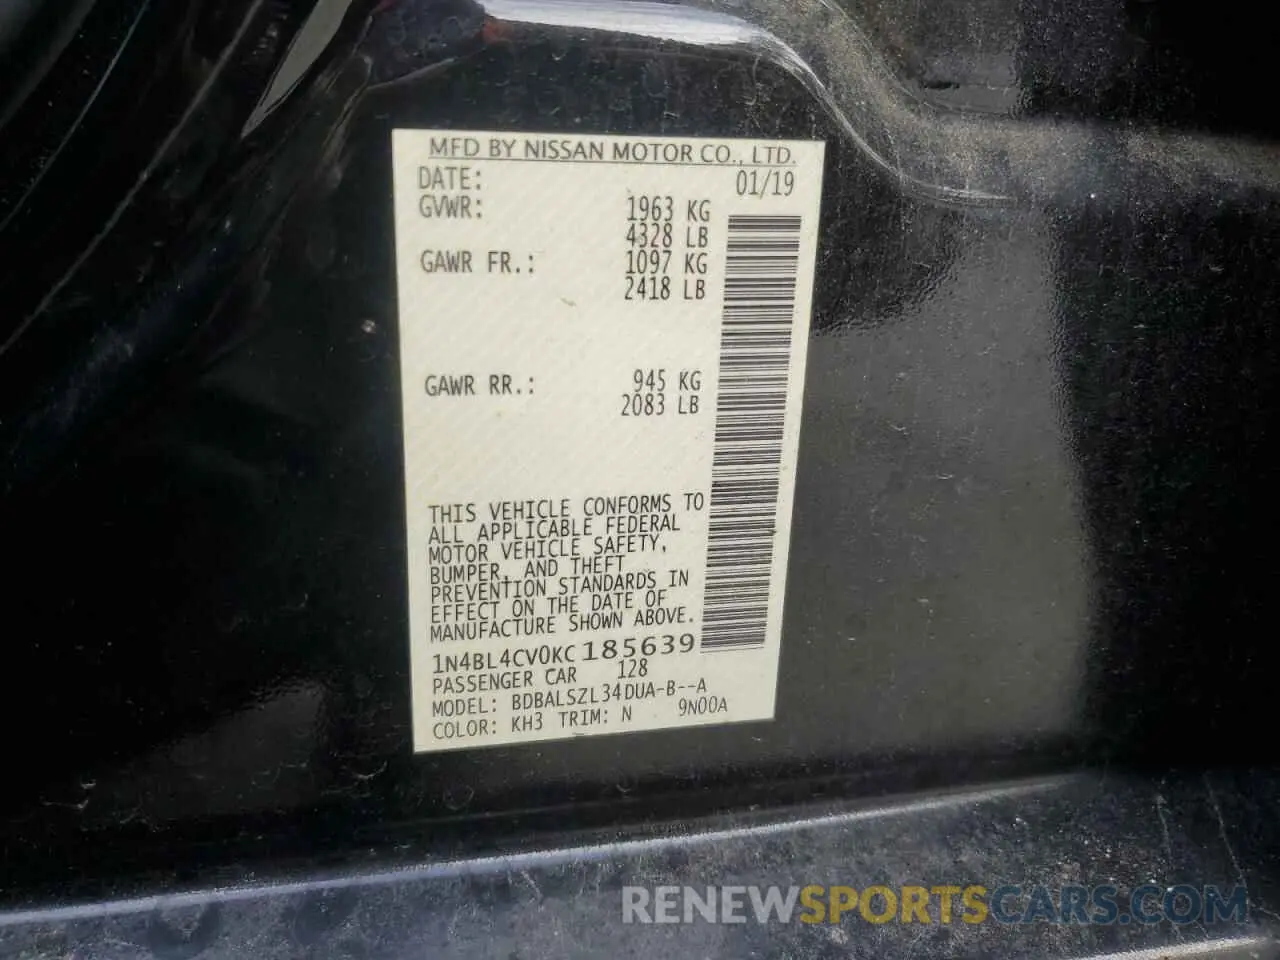 MFD BY NISSAN MOTOR CO., LTD.
DATE: 01/19
GVWR: 1963 KG
4328 LB
GAWR FR.: 1097 KG
2418 LB
GAWR RR.: 945 KG
2083 LB
THIS VEHICLE CONFORMS TO
ALL APPLICABLE FEDERAL
MOTOR VEHICLE SAFETY,
BUMPER, AND THEFT
PREVENTION STANDARDS IN
EFFECT ON THE DATE OF
MANUFACTURE SHOWN ABOVE.
1N4BL4CV0KC185639
PASSENGER CAR 128
MODEL: BDBALSZL34DUA-B--A
COLOR: KH3 TRIM: N 9N00A
RENEWSPORTSCARS.COM